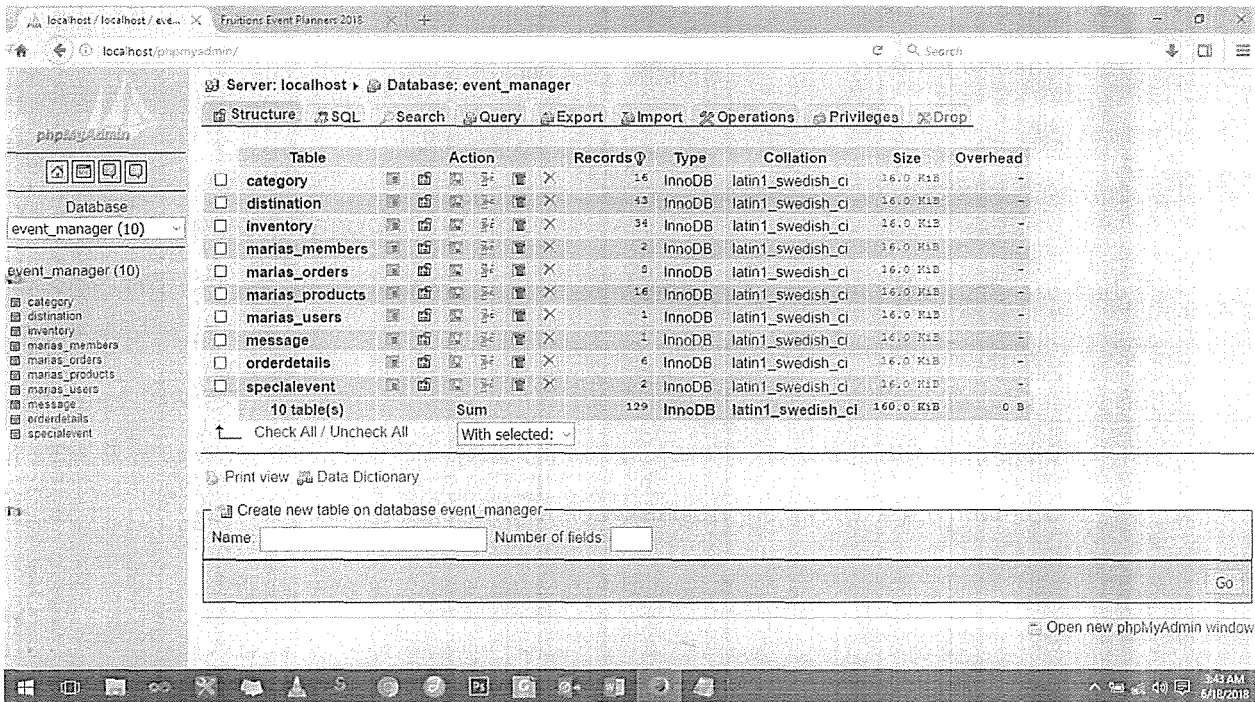 localhost / localhost / eve...
Fruitions Event Planners 2018
localhost/phpmyadmin/
Search
phpMyAdmin
Database
event_manager (10)
event_manager (10)
category
distination
inventory
marias_members
marias_orders
marias_products
marias_users
message
orderdetails
specialevent
Server: localhost ▸ Database: event_manager
Structure SQL Search Query Export Import Operations Privileges Drop
Table Action Records Type Collation Size Overhead
category 16 InnoDB latin1_swedish_ci 16.0 KiB -
distination 43 InnoDB latin1_swedish_ci 16.0 KiB -
inventory 34 InnoDB latin1_swedish_ci 16.0 KiB -
marias_members 2 InnoDB latin1_swedish_ci 16.0 KiB -
marias_orders 8 InnoDB latin1_swedish_ci 16.0 KiB -
marias_products 16 InnoDB latin1_swedish_ci 16.0 KiB -
marias_users 1 InnoDB latin1_swedish_ci 16.0 KiB -
message 1 InnoDB latin1_swedish_ci 16.0 KiB -
orderdetails 6 InnoDB latin1_swedish_ci 16.0 KiB -
specialevent 2 InnoDB latin1_swedish_ci 16.0 KiB -
10 table(s) Sum 129 InnoDB latin1_swedish_ci 160.0 KiB 0 B
Check All / Uncheck All With selected:
Print view Data Dictionary
Create new table on database event_manager
Name: Number of fields:
Go
Open new phpMyAdmin window
3:43 AM
6/18/2018